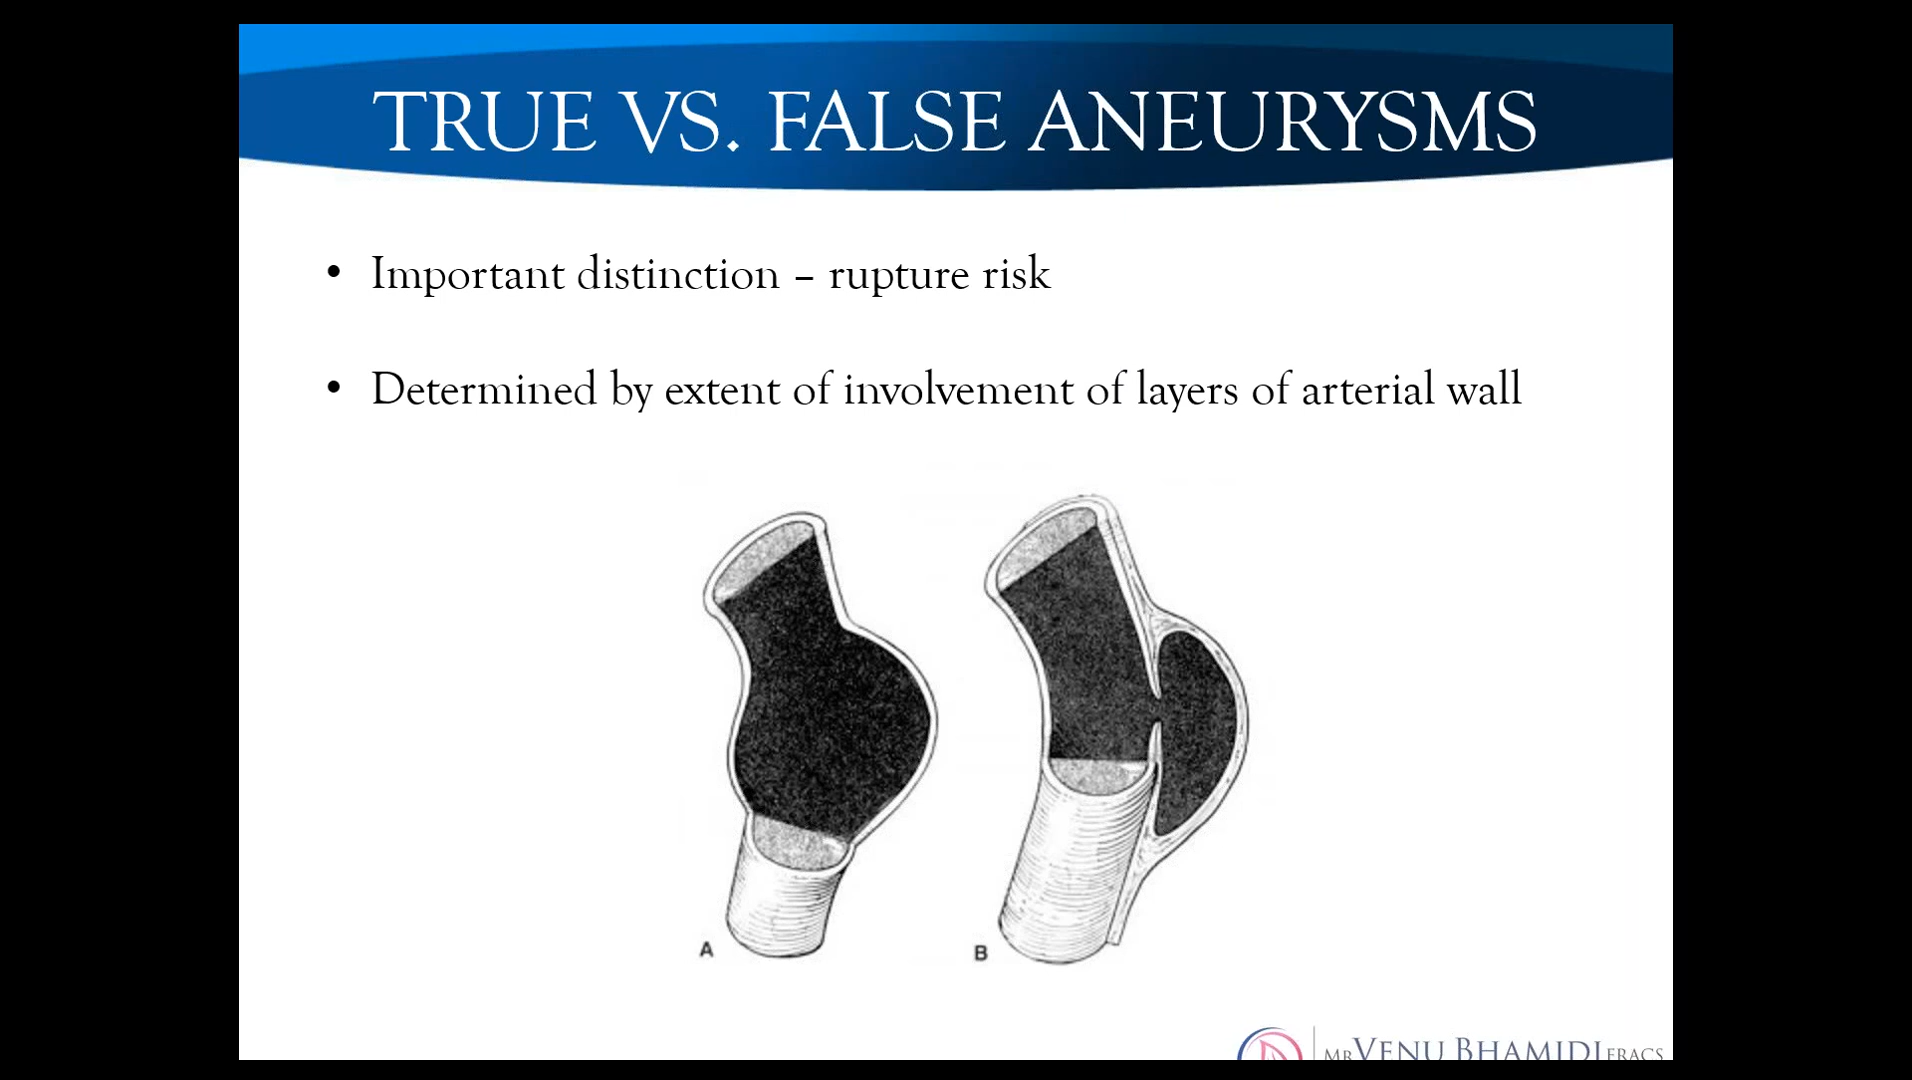 TRUE VS. FALSE ANEURYSMS
• Important distinction – rupture risk
• Determined by extent of involvement of layers of arterial wall
A
B
MR VENU BHAMIDI FRACS